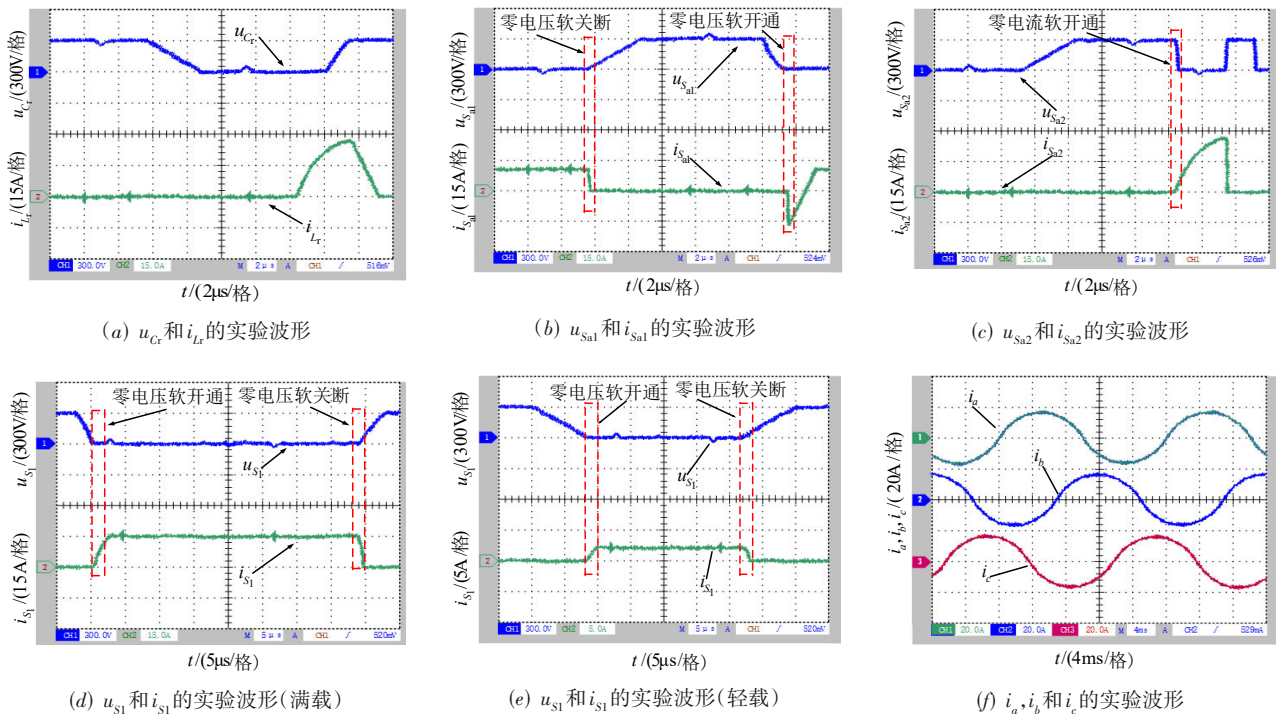 u_Cr/(300V/格)
u_Cr
1
i_Lr/(15A/格)
2
i_Lr
CH1 300.0V CH2 15.0A M 2μs A CH1 ∫ 516mV
t/(2μs/格)
(a) u_Cr和i_Lr的实验波形
零电压软关断 零电压软开通
u_Sa1/(300V/格)
1
u_Sa1
i_Sa1/(15A/格)
2
i_Sa1
CH1 300.0V CH2 15.0A M 2μs A CH1 ∫ 524mV
t/(2μs/格)
(b) u_Sa1和i_Sa1的实验波形
零电流软开通
u_Sa2/(300V/格)
1
u_Sa2
i_Sa2/(15A/格)
2
i_Sa2
CH1 300.0V CH2 15.0A M 2μs A CH1 ∫ 526mV
t/(2μs/格)
(c) u_Sa2和i_Sa2的实验波形
零电压软开通 零电压软关断
u_S1/(300V/格)
1
u_S1
i_S1/(15A/格)
2
i_S1
CH1 300.0V CH2 15.0A M 5μs A CH1 ∫ 520mV
t/(5μs/格)
(d) u_S1和i_S1的实验波形(满载)
零电压软开通 零电压软关断
u_S1/(300V/格)
1
u_S1
i_S1/(5A/格)
2
i_S1
CH1 300.0V CH2 5.0A M 5μs A CH1 ∫ 520mV
t/(5μs/格)
(e) u_S1和i_S1的实验波形(轻载)
i_a, i_b, i_c/(20A/格)
i_a
1
i_b
2
3
i_c
CH1 20.0A CH2 20.0A CH3 20.0A M 4ms A CH2 ∫ 529mA
t/(4ms/格)
(f) i_a,i_b和i_c的实验波形